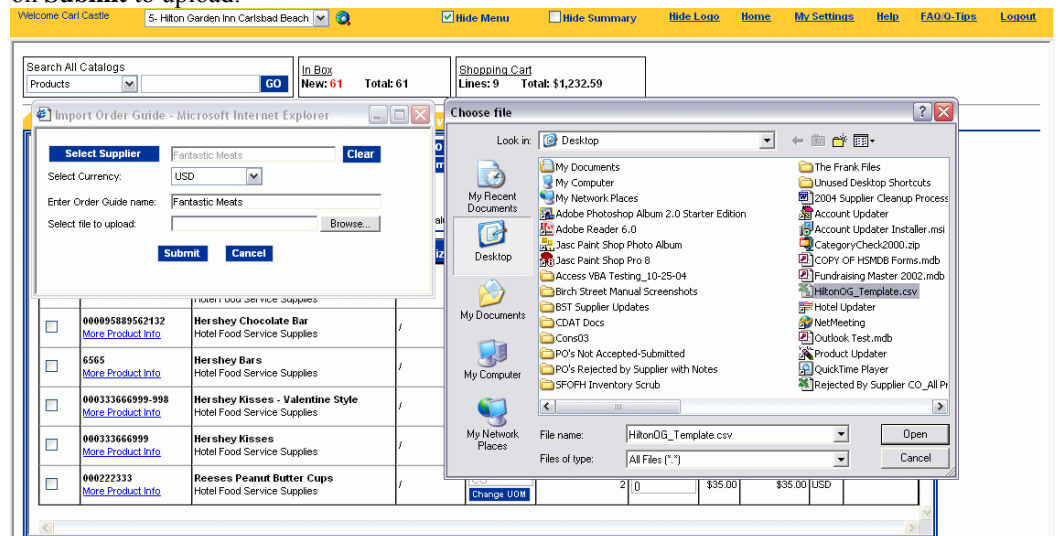 on Submit to upload.
Welcome Carl Castle 5- Hilton Garden Inn Carlsbad Beach Hide Menu Hide Summary Hide Logo Home My Settings Help FAQ/Q-Tips Logout
Search All Catalogs
Products GO
In Box
New: 61 Total: 61
Shopping Cart
Lines: 9 Total: $1,232.59
Import Order Guide - Microsoft Internet Explorer
Select Supplier Fantastic Meats Clear
Select Currency: USD
Enter Order Guide name: Fantastic Meats
Select file to upload: Browse...
Submit Cancel
Choose file
Look in: Desktop
My Recent Documents
Desktop
My Documents
My Computer
My Network Places
My Documents
My Computer
My Network Places
Adobe Photoshop Album 2.0 Starter Edition
Adobe Reader 6.0
Jasc Paint Shop Photo Album
Jasc Paint Shop Pro 8
Access VBA Testing_10-25-04
Birch Street Manual Screenshots
BST Supplier Updates
CDAT Docs
Cons03
PO's Not Accepted-Submitted
PO's Rejected by Supplier with Notes
SFOFH Inventory Scrub
The Frank Files
Unused Desktop Shortcuts
2004 Supplier Cleanup Process
Account Updater
Account Updater Installer.msi
CategoryCheck2000.zip
COPY OF HSMDB Forms.mdb
Fundraising Master 2002.mdb
HiltonOG_Template.csv
Hotel Updater
NetMeeting
Outlook Test.mdb
Product Updater
QuickTime Player
Rejected By Supplier CO_All Pr
File name: HiltonOG_Template.csv Open
Files of type: All Files (*.*) Cancel
Hotel Food Service Supplies
000095889562132 Hershey Chocolate Bar /
More Product Info Hotel Food Service Supplies
6565 Hershey Bars /
More Product Info Hotel Food Service Supplies
000333666999-998 Hershey Kisses - Valentine Style /
More Product Info Hotel Food Service Supplies
000333666999 Hershey Kisses /
More Product Info Hotel Food Service Supplies
000222333 Reeses Peanut Butter Cups / 2 0 $35.00 $35.00 USD
More Product Info Hotel Food Service Supplies Change UOM